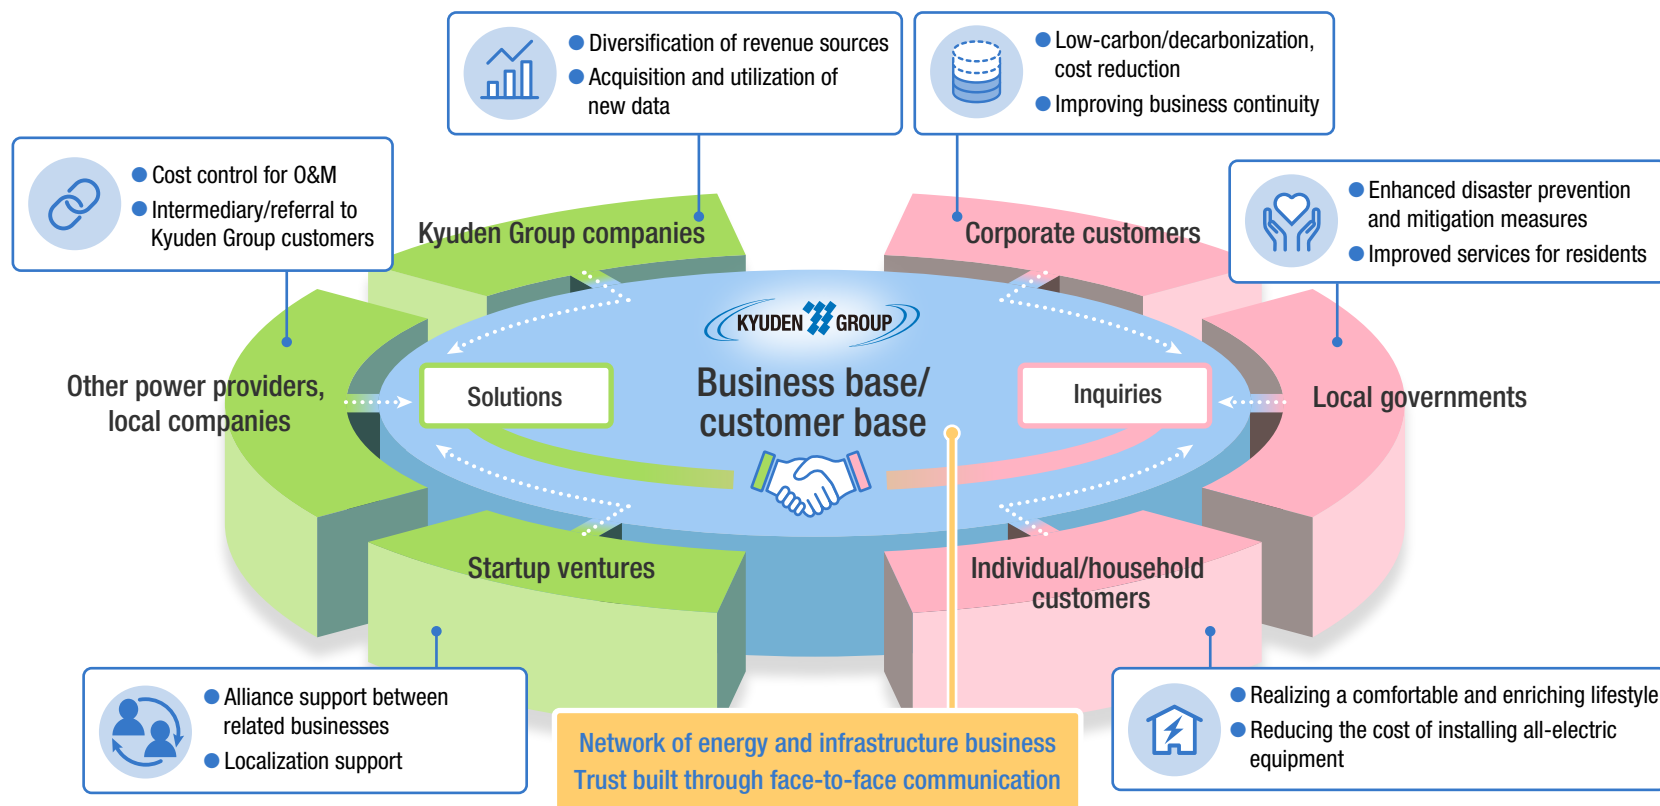 Diversification of revenue sources
Acquisition and utilization of
new data
Low-carbon/decarbonization,
cost reduction
Improving business continuity
Cost control for O&M
Intermediary/referral to
Kyuden Group customers
Enhanced disaster prevention
and mitigation measures
Improved services for residents
Kyuden Group companies
Corporate customers
KYUDEN GROUP
Other power providers,
local companies
Solutions
Business base/
customer base
Inquiries
Local governments
Startup ventures
Individual/household
customers
Alliance support between
related businesses
Localization support
Network of energy and infrastructure business
Trust built through face-to-face communication
Realizing a comfortable and enriching lifestyle
Reducing the cost of installing all-electric
equipment